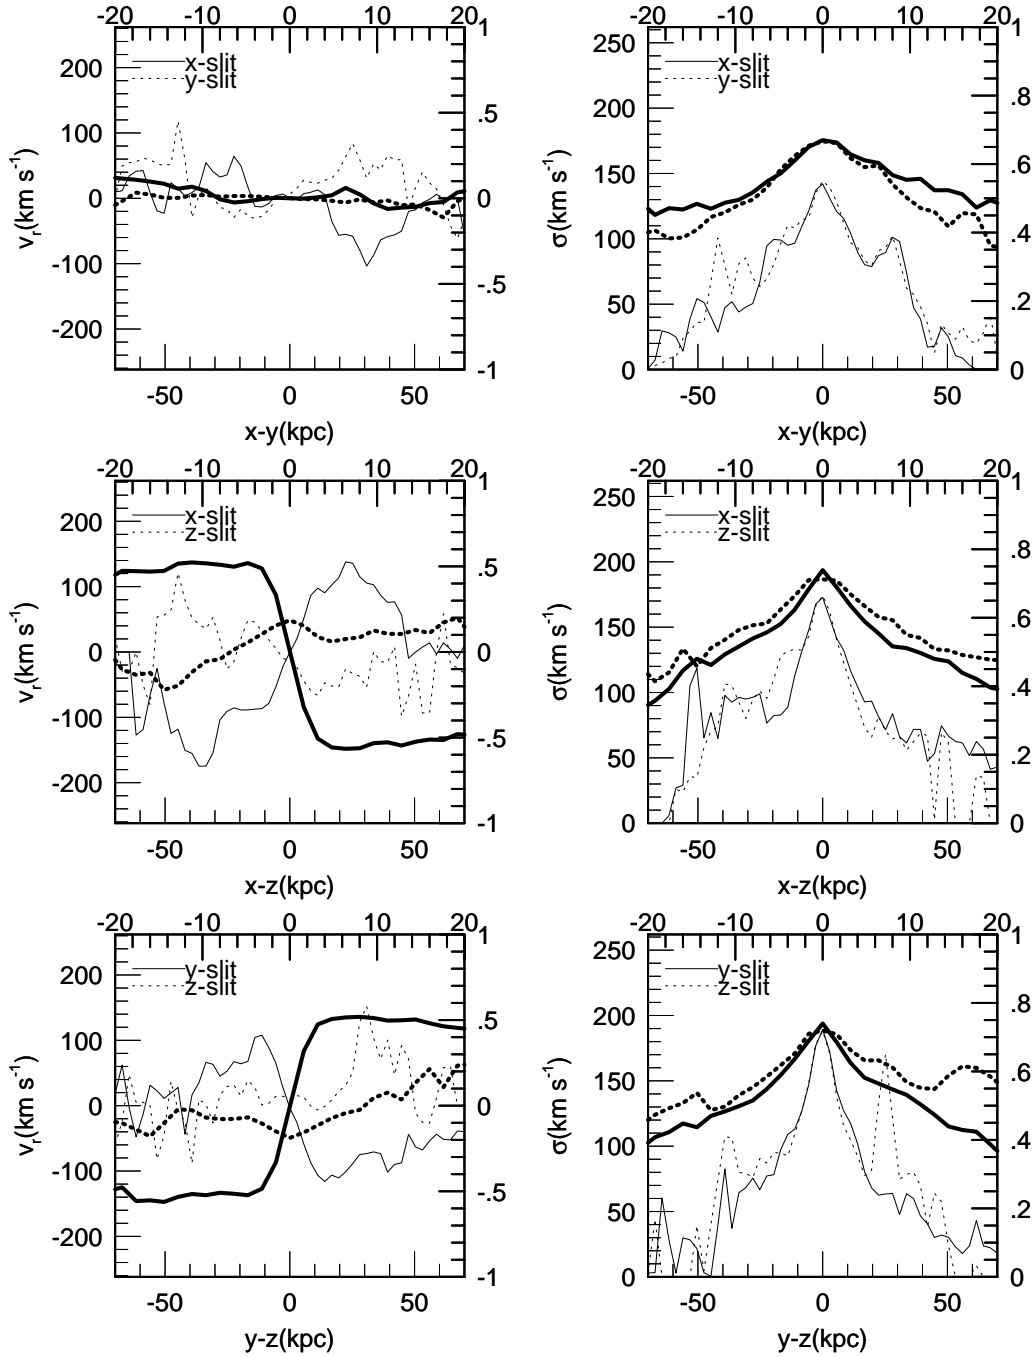 -20 -10 0 10 20 -20 -10 0 10 20
1 1
200 x-slit 250 x-slit
y-slit y-slit
.5 200 .8
100
v_r(km s^-1) 0 0 σ(km s^-1) 150 .6
100 .4
-100 -.5
50 .2
-200
-1 0 0
-50 0 50 -50 0 50
x-y(kpc) x-y(kpc)
-20 -10 0 10 20 -20 -10 0 10 20
1 1
200 x-slit 250 x-slit
z-slit z-slit
.5 200 .8
100
v_r(km s^-1) 0 0 σ(km s^-1) 150 .6
100 .4
-100 -.5
50 .2
-200
-1 0 0
-50 0 50 -50 0 50
x-z(kpc) x-z(kpc)
-20 -10 0 10 20 -20 -10 0 10 20
1 1
200 y-slit 250 y-slit
z-slit z-slit
.5 200 .8
100
v_r(km s^-1) 0 0 σ(km s^-1) 150 .6
100 .4
-100 -.5
50 .2
-200
-1 0 0
-50 0 50 -50 0 50
y-z(kpc) y-z(kpc)